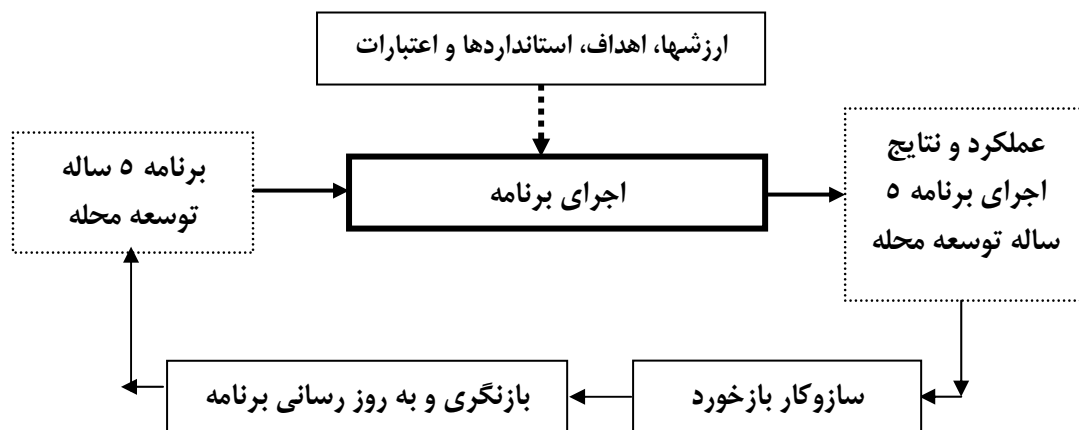 ارزشها، اهداف، استانداردها و اعتبارات
عملکرد و نتایج
اجرای برنامه ۵
ساله توسعه محله
اجرای برنامه
برنامه ۵ ساله
توسعه محله
سازوکار بازخورد
بازنگری و به روز رسانی برنامه